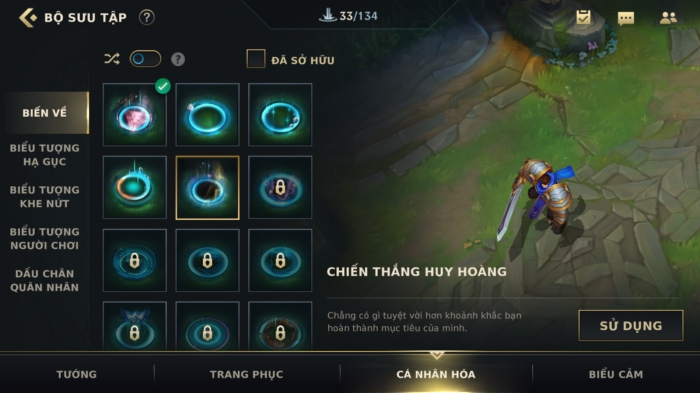 BỘ SƯU TẬP ?
33/134
? ĐÃ SỞ HỮU
BIẾN VỀ
BIỂU TƯỢNG
HẠ GỤC
BIỂU TƯỢNG
KHE NỨT
BIỂU TƯỢNG
NGƯỜI CHƠI
DẤU CHÂN
QUÂN NHÂN
CHIẾN THẮNG HUY HOÀNG
Chẳng có gì tuyệt vời hơn khoảnh khắc bạn
hoàn thành mục tiêu của mình.
SỬ DỤNG
TƯỚNG
TRANG PHỤC
CÁ NHÂN HÓA
BIỂU CẢM